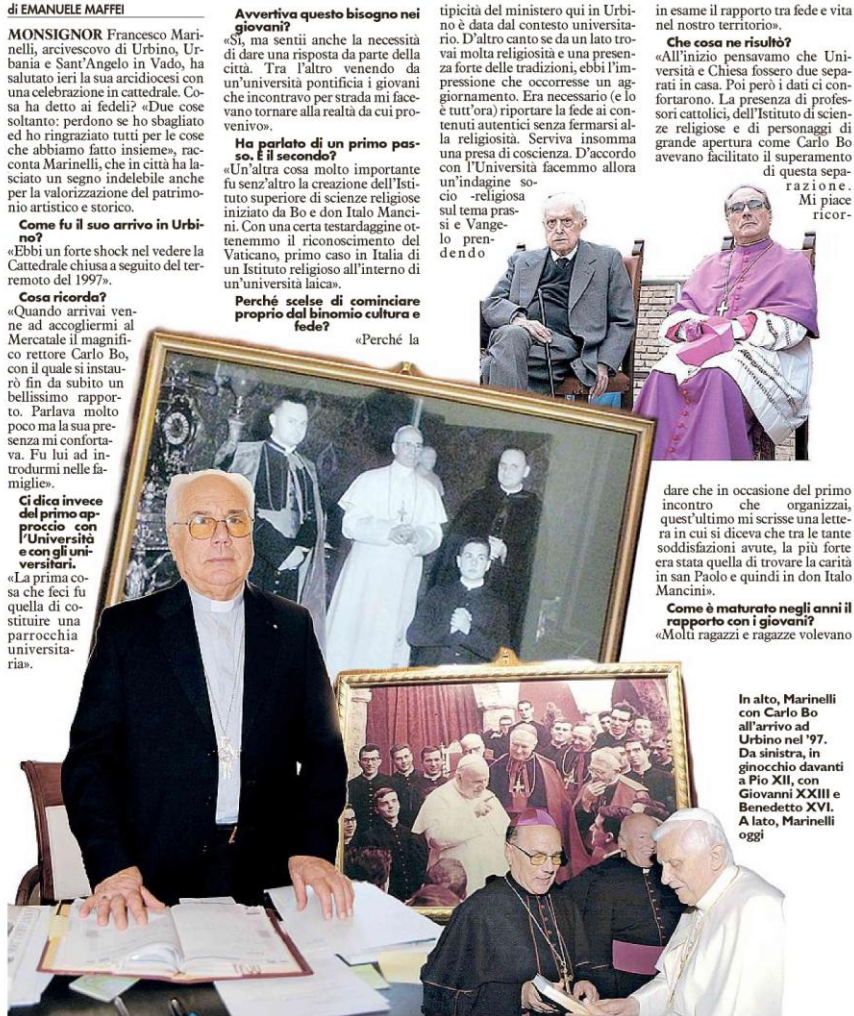 di EMANUELE MAFFEI
MONSIGNOR Francesco Mari-
nelli, arcivescovo di Urbino, Ur-
bania e Sant'Angelo in Vado, ha
salutato ieri la sua arcidiocesi con
una celebrazione in cattedrale. Co-
sa ha detto ai fedeli? «Due cose
soltanto: perdono se ho sbagliato
ed ho ringraziato tutti per le cose
che abbiamo fatto insieme», rac-
conta Marinelli, che in città ha la-
sciato un segno indelebile anche
per la valorizzazione del patrimo-
nio artistico e storico.
Come fu il suo arrivo in Urbi-
no?
«Ebbi un forte shock nel vedere la
Cattedrale chiusa a seguito del ter-
remoto del 1997».
Cosa ricorda?
«Quando arrivai ven-
ne ad accogliermi al
Mercatale il magnifi-
co rettore Carlo Bo,
con il quale si instau-
rò fin da subito un
bellissimo rappor-
to. Parlava molto
poco ma la sua pre-
senza mi conforta-
va. Fu lui ad in-
trodurmi nelle fa-
miglie».
Ci dica invece
del primo ap-
proccio con
l'Università
e con gli uni-
versitari.
«La prima co-
sa che feci fu
quella di co-
stituire una
parrocchia
universita-
ria».
Avvertiva questo bisogno nei
giovani?
«Sì, ma sentii anche la necessità
di dare una risposta da parte della
città. Tra l'altro venendo da
un'università pontificia i giovani
che incontravo per strada mi face-
vano tornare alla realtà da cui pro-
venivo».
Ha parlato di un primo pas-
so. E il secondo?
«Un'altra cosa molto importante
fu senz'altro la creazione dell'Isti-
tuto superiore di scienze religiose
iniziato da Bo e don Italo Manci-
ni. Con una certa testardaggine ot-
tenemmo il riconoscimento del
Vaticano, primo caso in Italia di
un Istituto religioso all'interno di
un'università laica».
Perché scelse di cominciare
proprio dal binomio cultura e
fede?
«Perché la
tipicità del ministero qui in Urbi-
no è data dal contesto universita-
rio. D'altro canto se da un lato tro-
vai molta religiosità e una presen-
za forte delle tradizioni, ebbi l'im-
pressione che occorresse un ag-
giornamento. Era necessario (e lo
è tutt'ora) riportare la fede ai con-
tenuti autentici senza fermarsi al-
la religiosità. Serviva insomma
una presa di coscienza. D'accordo
con l'Università facemmo allora
un'indagine so-
cio -religiosa
sul tema pras-
si e Vange-
lo pren-
dendo
in esame il rapporto tra fede e vita
nel nostro territorio».
Che cosa ne risultò?
«All'inizio pensavamo che Uni-
versità e Chiesa fossero due sepa-
rati in casa. Poi però i dati ci con-
fortarono. La presenza di profes-
sori cattolici, dell'Istituto di scien-
ze religiose e di personaggi di
grande apertura come Carlo Bo
avevano facilitato il superamento
di questa sepa-
razione.
Mi piace
ricor-
dare che in occasione del primo
incontro che organizzai,
quest'ultimo mi scrisse una lette-
ra in cui si diceva che tra le tante
soddisfazioni avute, la più forte
era stata quella di trovare la carità
in san Paolo e quindi in don Italo
Mancini».
Come è maturato negli anni il
rapporto con i giovani?
«Molti ragazzi e ragazze volevano
In alto, Marinelli
con Carlo Bo
all'arrivo ad
Urbino nel '97.
Da sinistra, in
ginocchio davanti
a Pio XII, con
Giovanni XXIII e
Benedetto XVI.
A lato, Marinelli
oggi